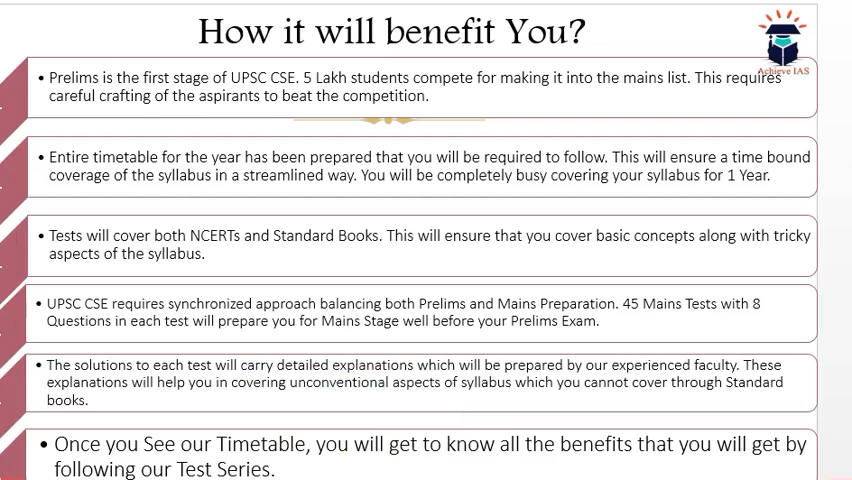 How it will benefit You?
Achieve IAS
• Prelims is the first stage of UPSC CSE. 5 Lakh students compete for making it into the mains list. This requires
careful crafting of the aspirants to beat the competition.
• Entire timetable for the year has been prepared that you will be required to follow. This will ensure a time bound
coverage of the syllabus in a streamlined way. You will be completely busy covering your syllabus for 1 Year.
• Tests will cover both NCERTs and Standard Books. This will ensure that you cover basic concepts along with tricky
aspects of the syllabus.
• UPSC CSE requires synchronized approach balancing both Prelims and Mains Preparation. 45 Mains Tests with 8
Questions in each test will prepare you for Mains Stage well before your Prelims Exam.
• The solutions to each test will carry detailed explanations which will be prepared by our experienced faculty. These
explanations will help you in covering unconventional aspects of syllabus which you cannot cover through Standard
books.
• Once you See our Timetable, you will get to know all the benefits that you will get by
following our Test Series.